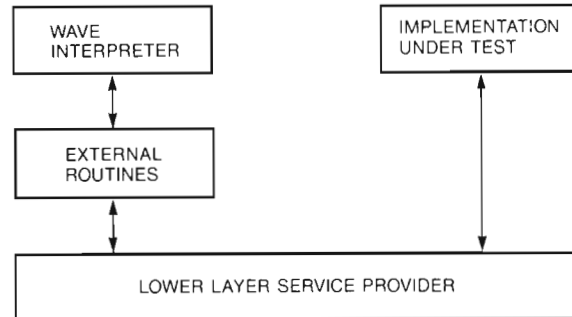 WAVE
INTERPRETER
IMPLEMENTATION
UNDER TEST
EXTERNAL
ROUTINES
LOWER LAYER SERVICE PROVIDER